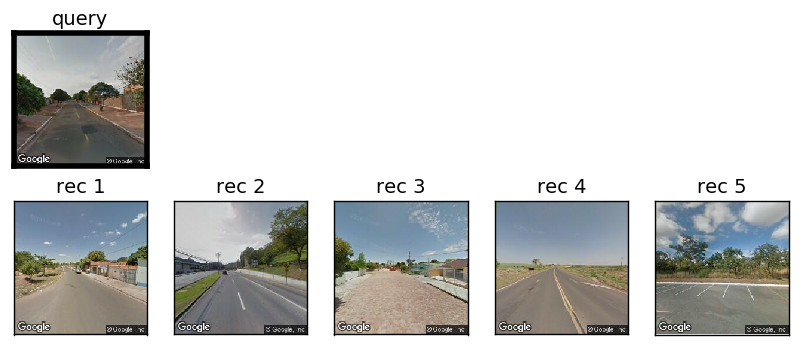 query
Google
© Google, Inc
rec 1
rec 2
rec 3
rec 4
rec 5
Google
© Google, Inc
Google
© Google, Inc
Google
© Google, Inc
Google
© Google, Inc
Google
© Google, Inc